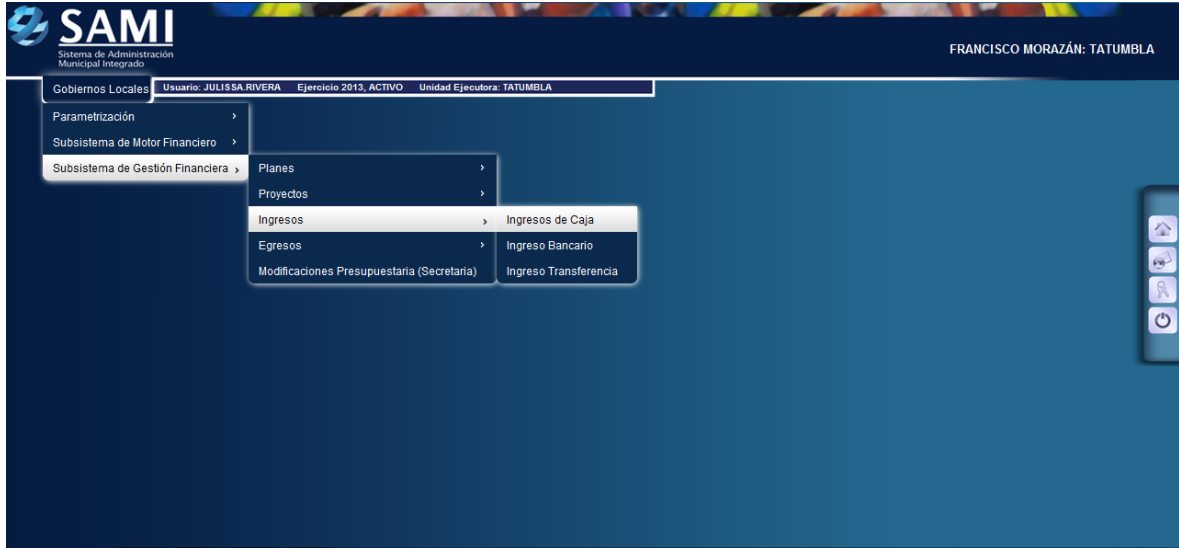 SAMI
Sistema de Administración
Municipal Integrado
FRANCISCO MORAZÁN: TATUMBLA
Gobiernos Locales
Usuario: JULISSA.RIVERA Ejercicio 2013, ACTIVO Unidad Ejecutora: TATUMBLA
Parametrización
Subsistema de Motor Financiero
Subsistema de Gestión Financiera
Planes
Proyectos
Ingresos
Ingresos de Caja
Egresos
Ingreso Bancario
Modificaciones Presupuestaria (Secretaria)
Ingreso Transferencia